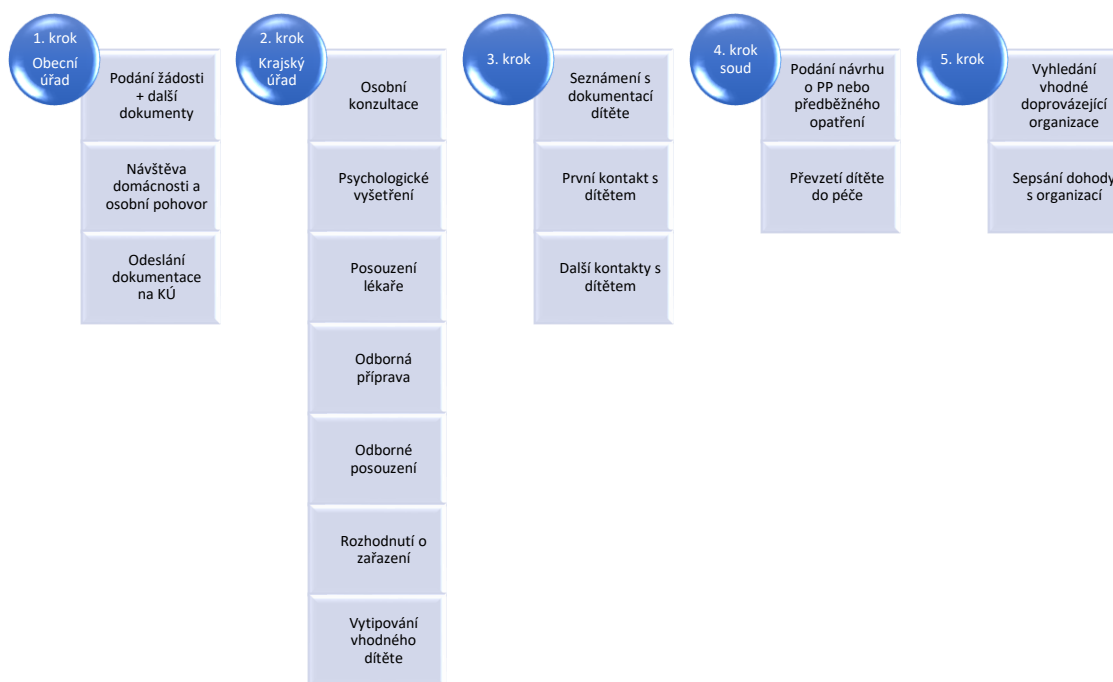 1. krok
Obecní
úřad
Podání žádosti
+ další
dokumenty
Návštěva
domácnosti a
osobní pohovor
Odeslání
dokumentace
na KÚ
2. krok
Krajský
úřad
Osobní
konzultace
Psychologické
vyšetření
Posouzení
lékaře
Odborná
příprava
Odborné
posouzení
Rozhodnutí o
zařazení
Vytipování
vhodného
dítěte
3. krok
Seznámení s
dokumentací
dítěte
První kontakt s
dítětem
Další kontakty s
dítětem
4. krok
soud
Podání návrhu
o PP nebo
předběžného
opatření
Převzetí dítěte
do péče
5. krok
Vyhledání
vhodné
doprovázející
organizace
Sepsání dohody
s organizací